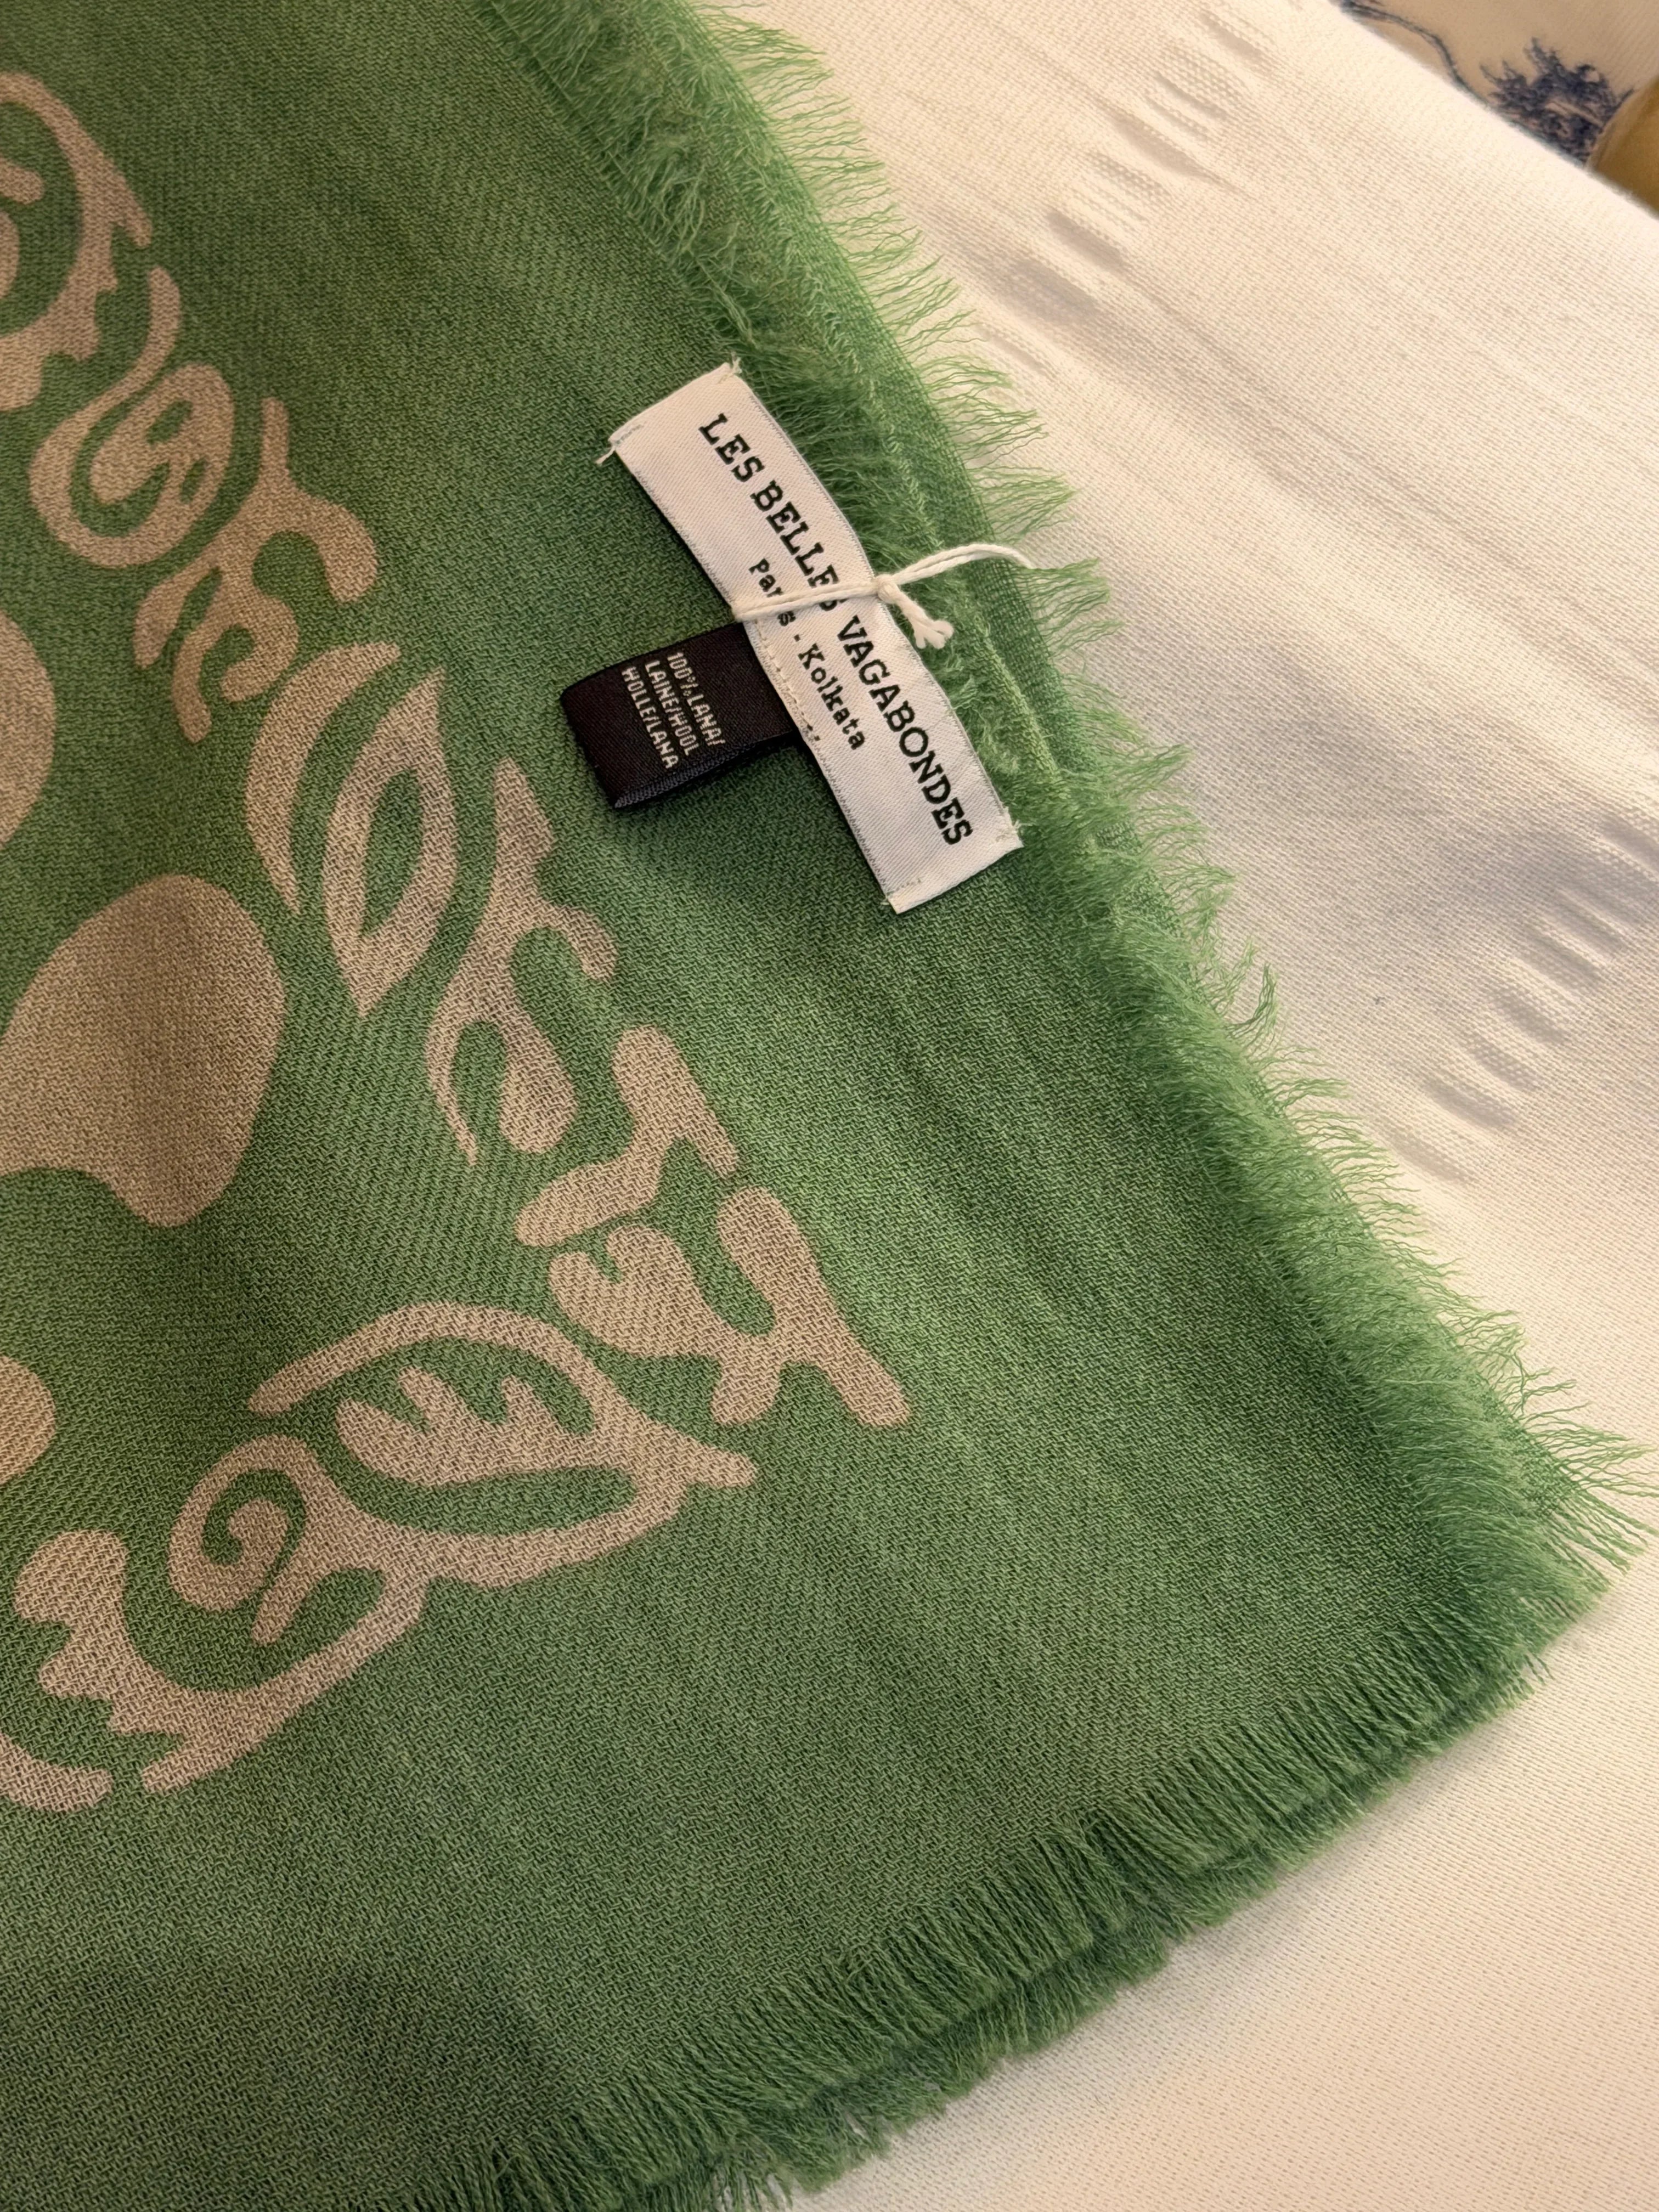 LES BELLES VAGABONDES
Paris - Kolkata
100%LANA/
LAINE/WOOL
WOLLE/LANA